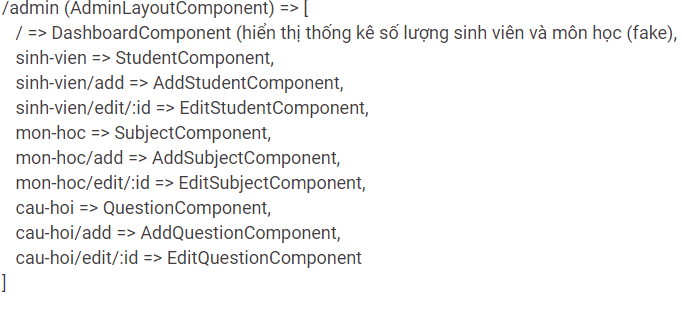 /admin (AdminLayoutComponent) => [
/ => DashboardComponent (hiển thị thống kê số lượng sinh viên và môn học (fake),
sinh-vien => StudentComponent,
sinh-vien/add => AddStudentComponent,
sinh-vien/edit/:id => EditStudentComponent,
mon-hoc => SubjectComponent,
mon-hoc/add => AddSubjectComponent,
mon-hoc/edit/:id => EditSubjectComponent,
cau-hoi => QuestionComponent,
cau-hoi/add => AddQuestionComponent,
cau-hoi/edit/:id => EditQuestionComponent
]